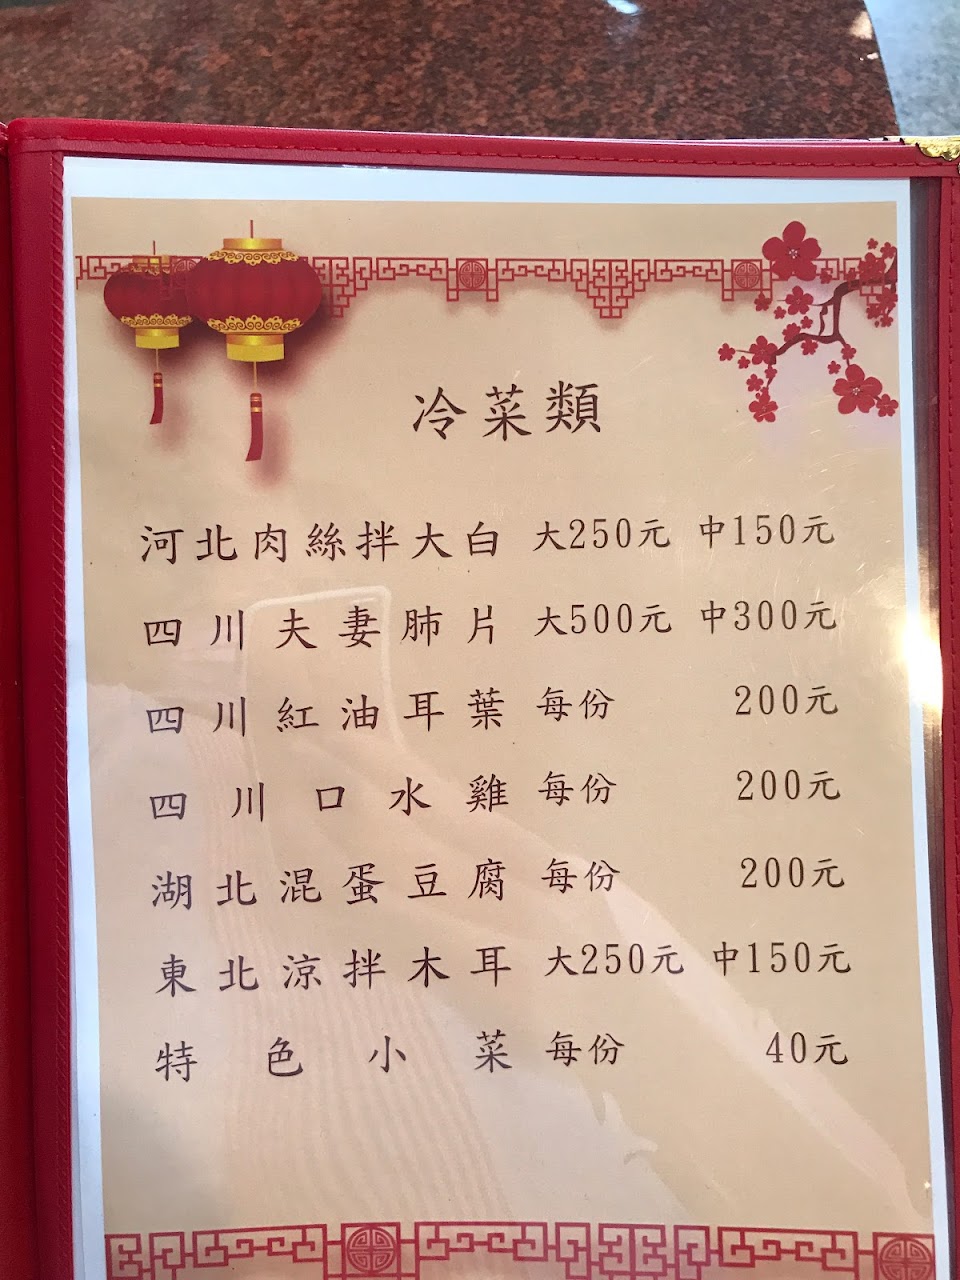 冷菜類
河北肉絲拌大白 大250元 中150元
四川夫妻肺片 大500元 中300元
四川紅油耳葉 每份 200元
四川口水雞 每份 200元
湖北混蛋豆腐 每份 200元
東北涼拌木耳 大250元 中150元
特色小菜 每份 40元